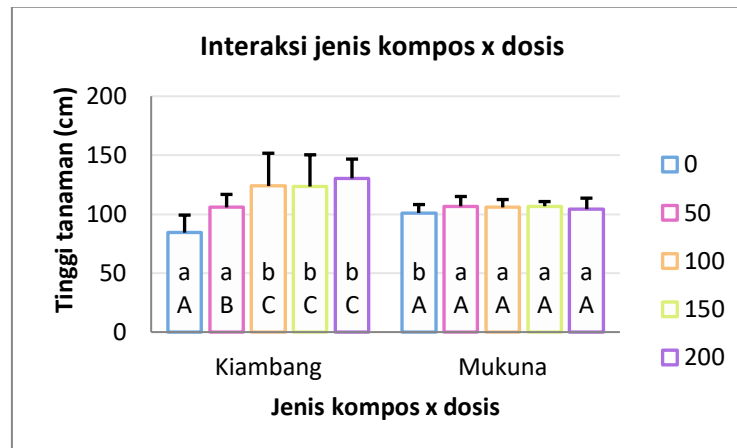 Interaksi jenis kompos x dosis
Tinggi tanaman (cm)
200
150
100
50
0
a a b b b b a a a a
A B C C C A A A A A
Kiambang Mukuna
Jenis kompos x dosis
0
50
100
150
200